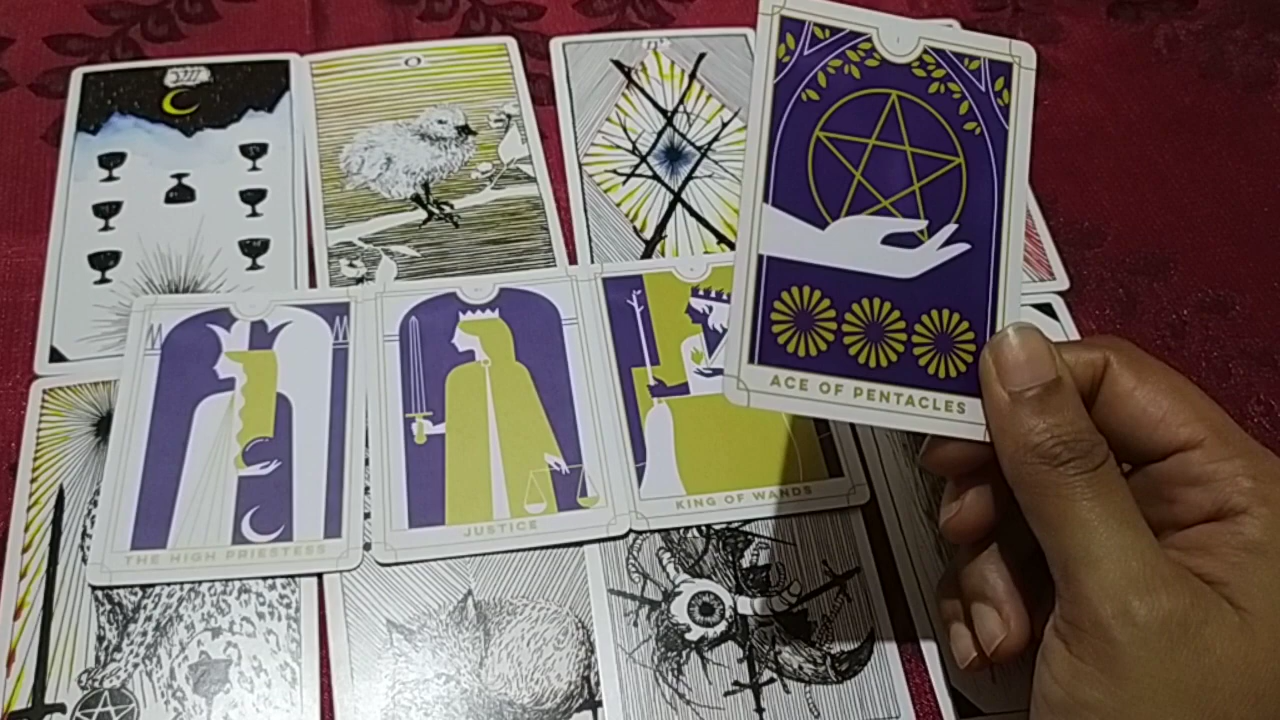 O
ACE OF PENTACLES
THE HIGH PRIESTESS
JUSTICE
KING OF WANDS